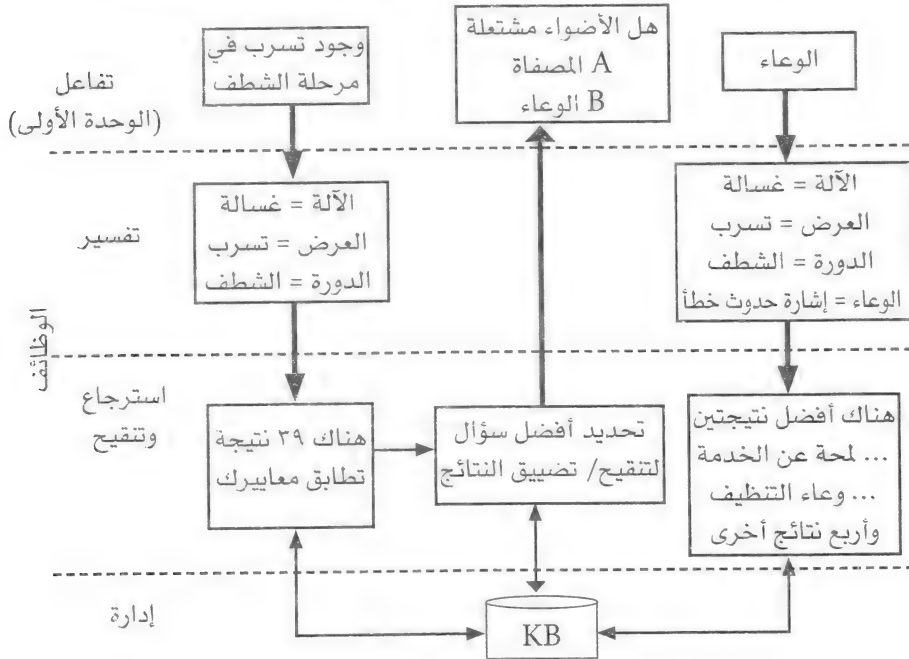 وجود تسرب في
مرحلة الشطف
هل الأضواء مشتعلة
A المصفاة
B الوعاء
الوعاء
تفاعل
(الوحدة الأولى)
الآلة = غسالة
العرض = تسرب
الدورة = الشطف
الآلة = غسالة
العرض = تسرب
الدورة = الشطف
الوعاء = إشارة حدوث خطأ
تفسير
الوظائف
استرجاع
وتنقيح
هناك ٣٩ نتيجة
تطابق معاييرك
تحديد أفضل سؤال
لتنقيح/ تضييق النتائج
هناك أفضل نتيجتين
... لمحة عن الخدمة
... وعاء التنظيف
وأربع نتائج أخرى
إدارة
KB